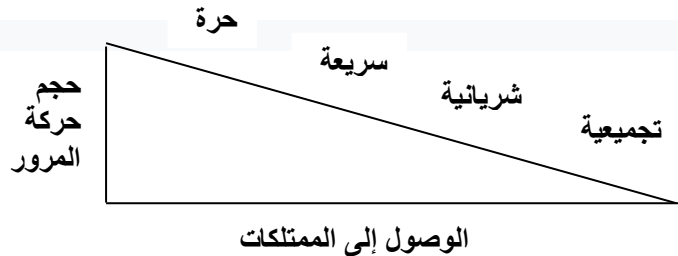 حرة
سريعة
شريانية
تجميعية
حجم
حركة
المرور
الوصول إلى الممتلكات